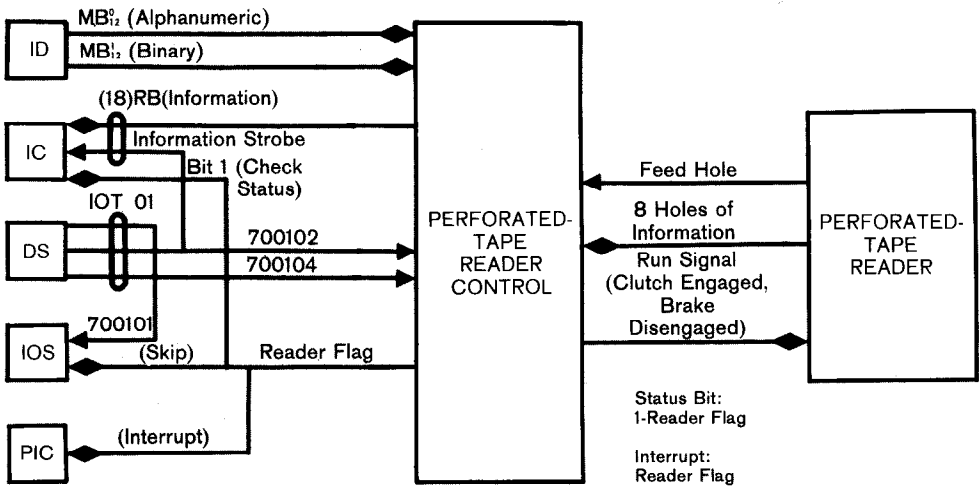 MB⁰₁₂ (Alphanumeric)
ID
MB¹₁₂ (Binary)
(18)RB(Information)
IC
Information Strobe
Bit 1 (Check
Status)
IOT 01
DS
700102
700104
700101
IOS
(Skip)
Reader Flag
PIC
(Interrupt)
PERFORATED-
TAPE
READER
CONTROL
Feed Hole
8 Holes of
Information
Run Signal
(Clutch Engaged,
Brake
Disengaged)
PERFORATED-
TAPE
READER
Status Bit:
1-Reader Flag
Interrupt:
Reader Flag